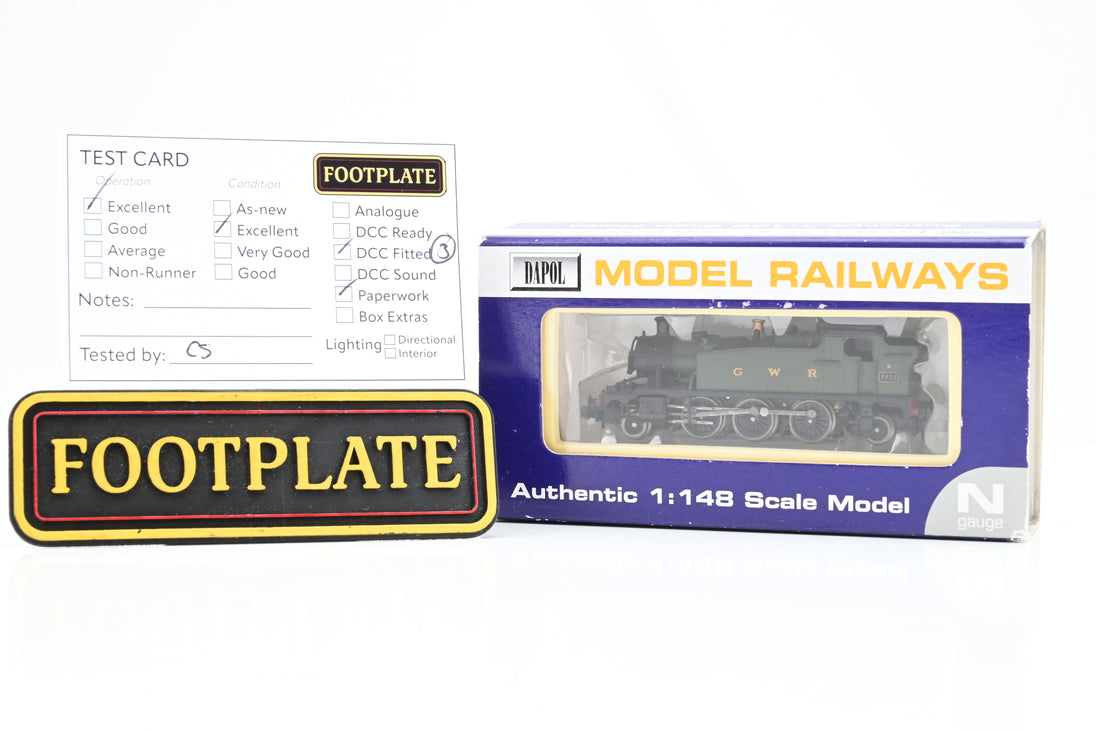 TEST CARD
FOOTPLATE
Operation
Condition
Excellent
Good
Average
Non-Runner
As-new
Excellent
Very Good
Good
Analogue
DCC Ready
DCC Fitted 3
DCC Sound
Paperwork
Box Extras
Notes:
Tested by: CS
Lighting
Directional
Interior
FOOTPLATE
DAPOL
MODEL RAILWAYS
G W R
5531
Authentic 1:148 Scale Model
N
gauge